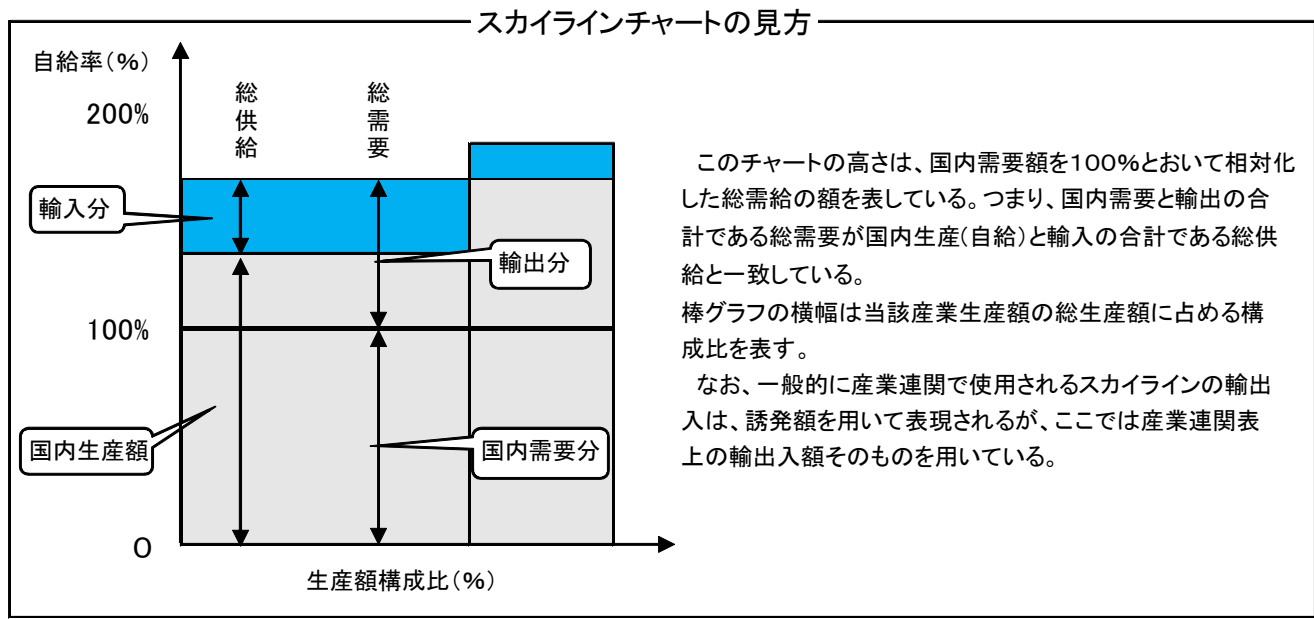 スカイラインチャートの見方
自給率(%)
200%
100%
0
総供給
総需要
輸入分
輸出分
国内生産額
国内需要分
生産額構成比(%)
このチャートの高さは、国内需要額を100%とおいて相対化
した総需給の額を表している。つまり、国内需要と輸出の合
計である総需要が国内生産(自給)と輸入の合計である総供
給と一致している。
棒グラフの横幅は当該産業生産額の総生産額に占める構
成比を表す。
なお、一般的に産業連関で使用されるスカイラインの輸出
入は、誘発額を用いて表現されるが、ここでは産業連関表
上の輸出入額そのものを用いている。